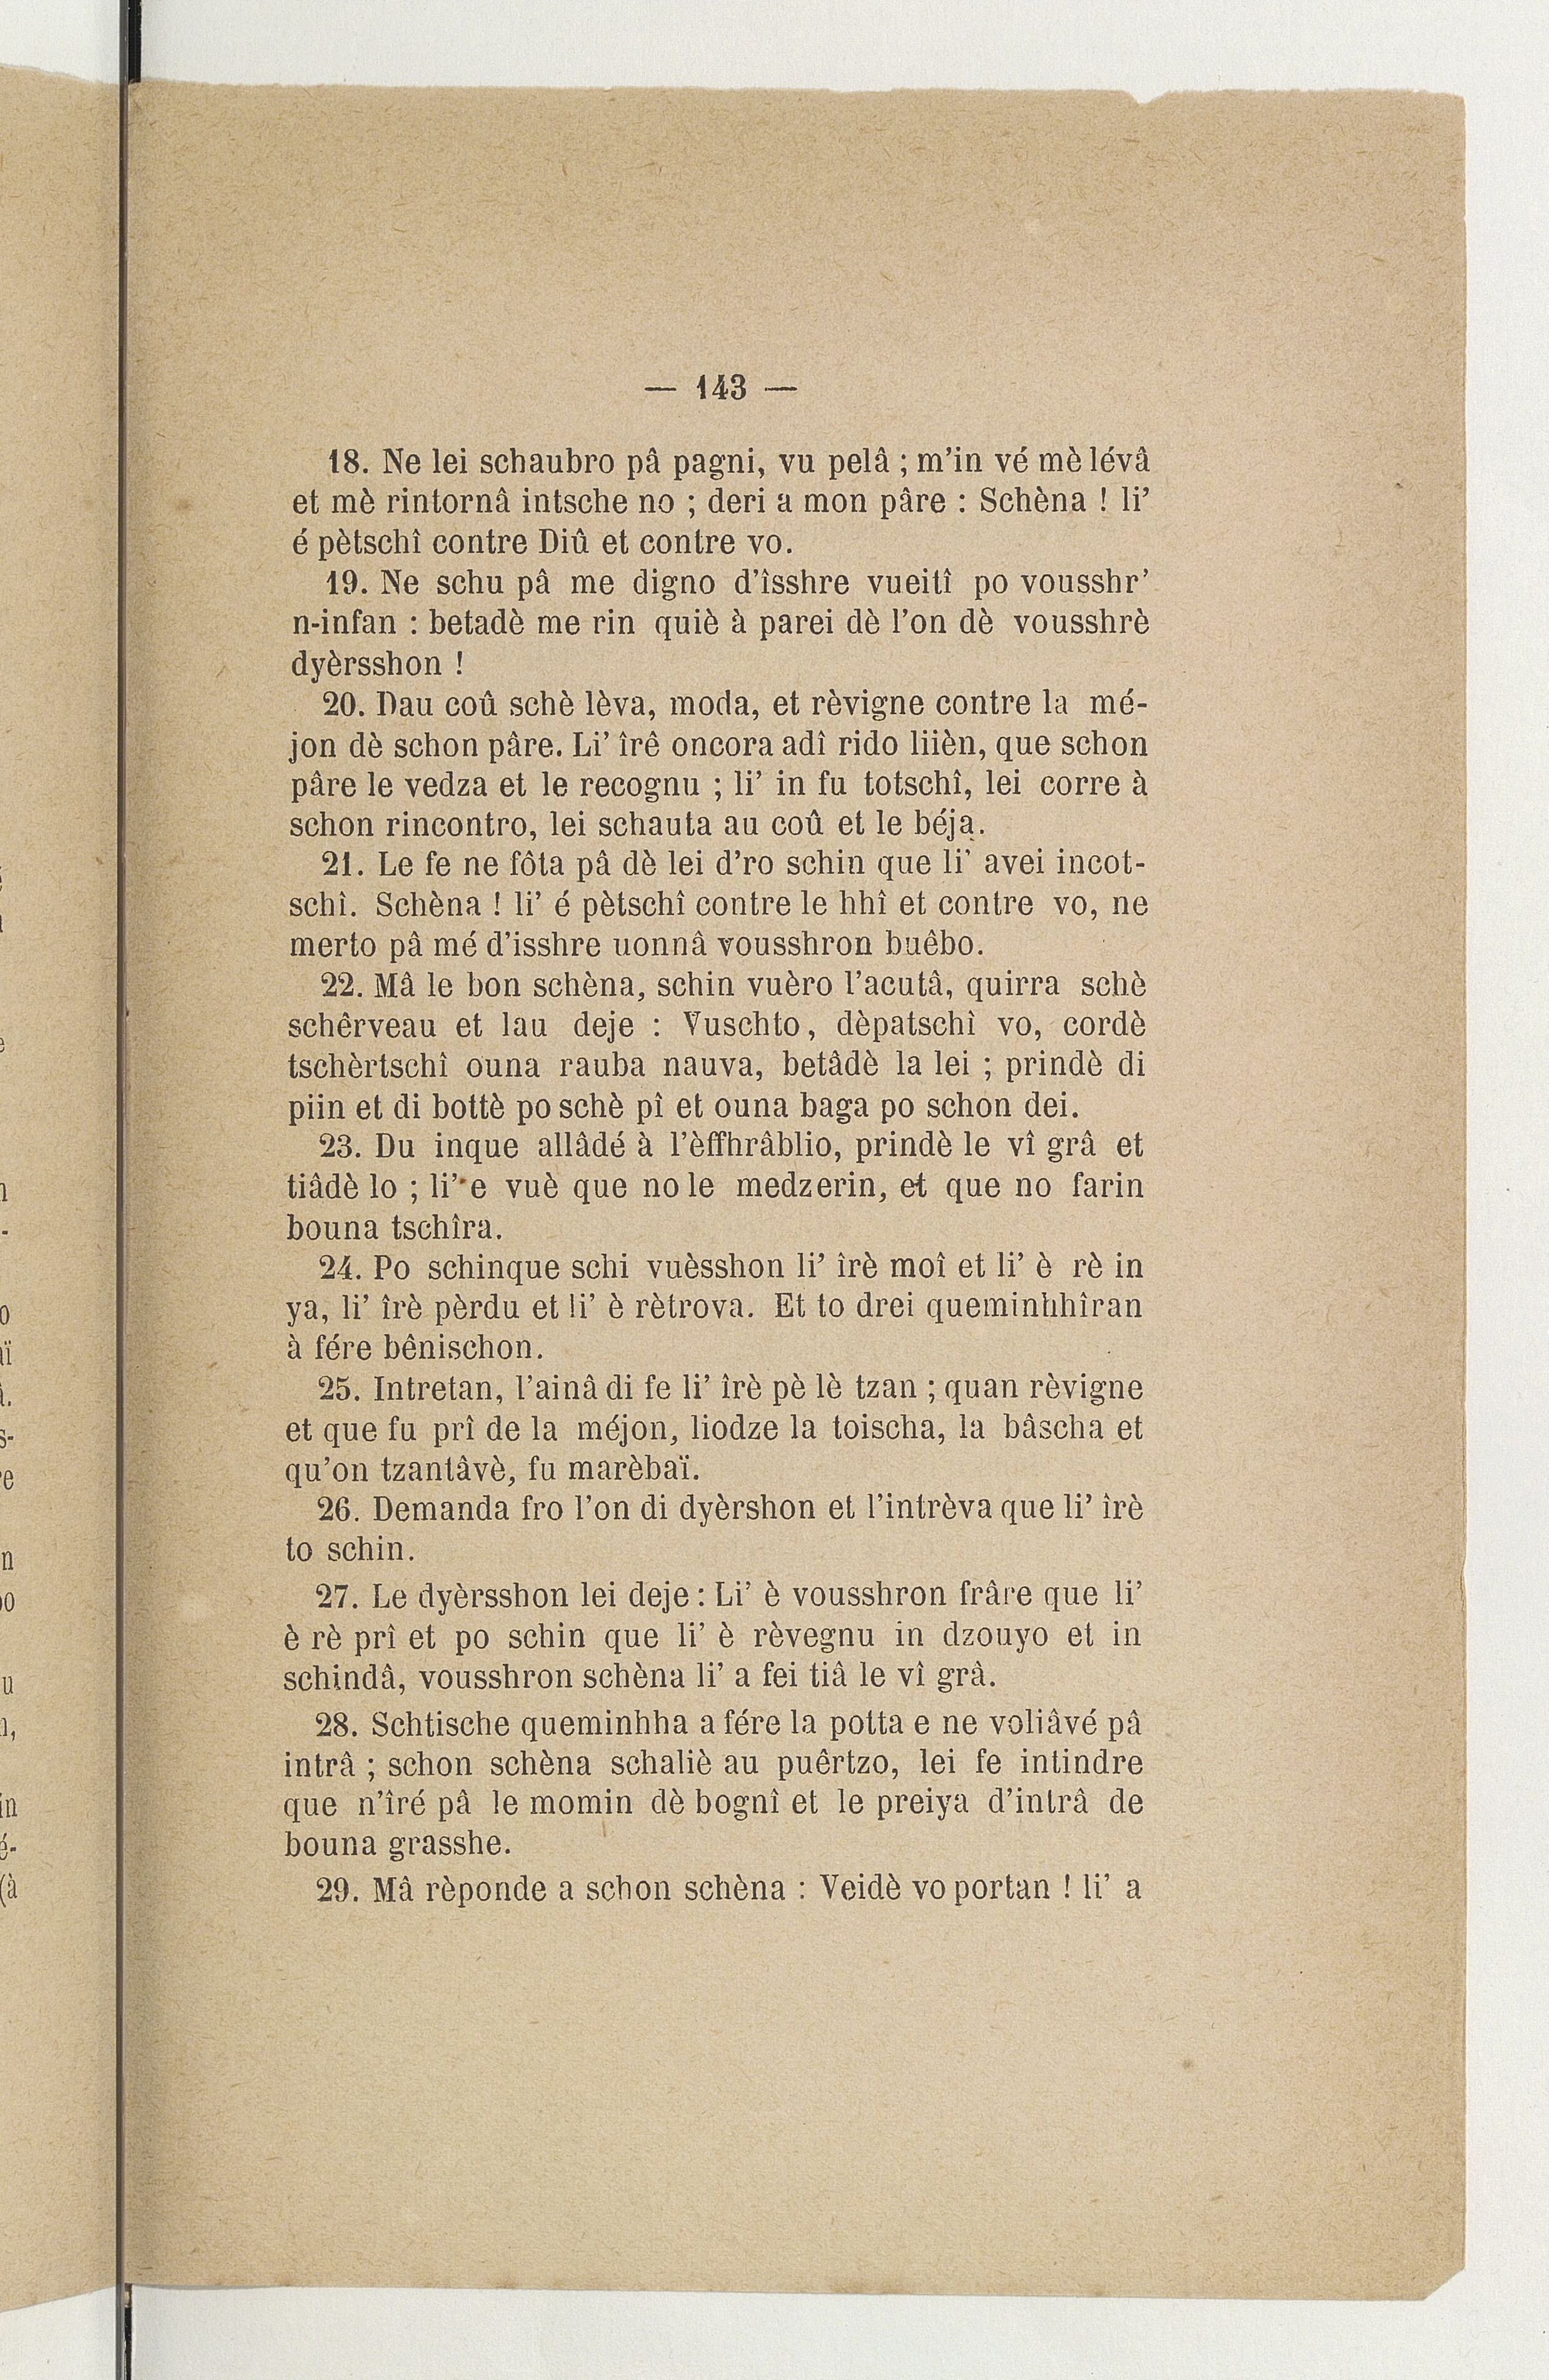 — 143 —
18. Ne lei schaubro pâ pagni, vu pelâ ; m'in vé mè lévâ
et mè rintornâ intsche no ; deri a mon pâre : Schèna ! li'
é pètschî contre Diû et contre vo.
19. Ne schu pâ me digno d'îsshre vueitî po vousshr'
n-infan : betadè me rin quiè à parei dè l'on dè vousshrè
dyèrsshon !
20. Dau coû schè lèva, moda, et rèvigne contre la mé-
jon dè schon pâre. Li' îrê oncora adî rido liièn, que schon
pâre le vedza et le recognu ; li' in fu totschî, lei corre à
schon rincontro, lei schauta au coû et le béja.
21. Le fe ne fôta pâ dè lei d'ro schin que li' avei incot-
schî. Schèna ! li' é pètschî contre le hhî et contre vo, ne
merto pâ mé d'isshre uonnâ vousshron buêbo.
22. Mâ le bon schèna, schin vuèro l'acutâ, quirra schè
schêrveau et lau deje : Vuschto, dèpatschî vo, cordè
tschèrtschî ouna rauba nauva, betâdè la lei ; prindè di
piin et di bottè po schè pî et ouna baga po schon dei.
23. Du inque allâdé à l'èffhrâblio, prindè le vî grâ et
tiâdè lo ; li' e vuè que no le medzerin, et que no farin
bouna tschîra.
24. Po schinque schi vuèsshon li' îrè moî et li' è rè in
ya, li' îrè pèrdu et li' è rètrova. Et to drei queminhhîran
à fére bênischon.
25. Intretan, l'ainâ di fe li' îrè pè lè tzan ; quan rèvigne
et que fu prî de la méjon, liodze la toischa, la bâscha et
qu'on tzantâvè, fu marèbaï.
26. Demanda fro l'on di dyèrshon et l'intrèva que li' îrè
to schin.
27. Le dyèrsshon lei deje : Li' è vousshron frâre que li'
è rè prî et po schin que li' è rèvegnu in dzouyo et in
schindâ, vousshron schèna li' a fei tiâ le vî grâ.
28. Schtische queminhha a fére la potta e ne voliâvé pâ
intrâ ; schon schèna schaliè au puêrtzo, lei fe intindre
que n'îré pâ le momin dè bognî et le preiya d'intrâ de
bouna grasshe.
29. Mâ rèponde a schon schèna : Veidè vo portan ! li' a